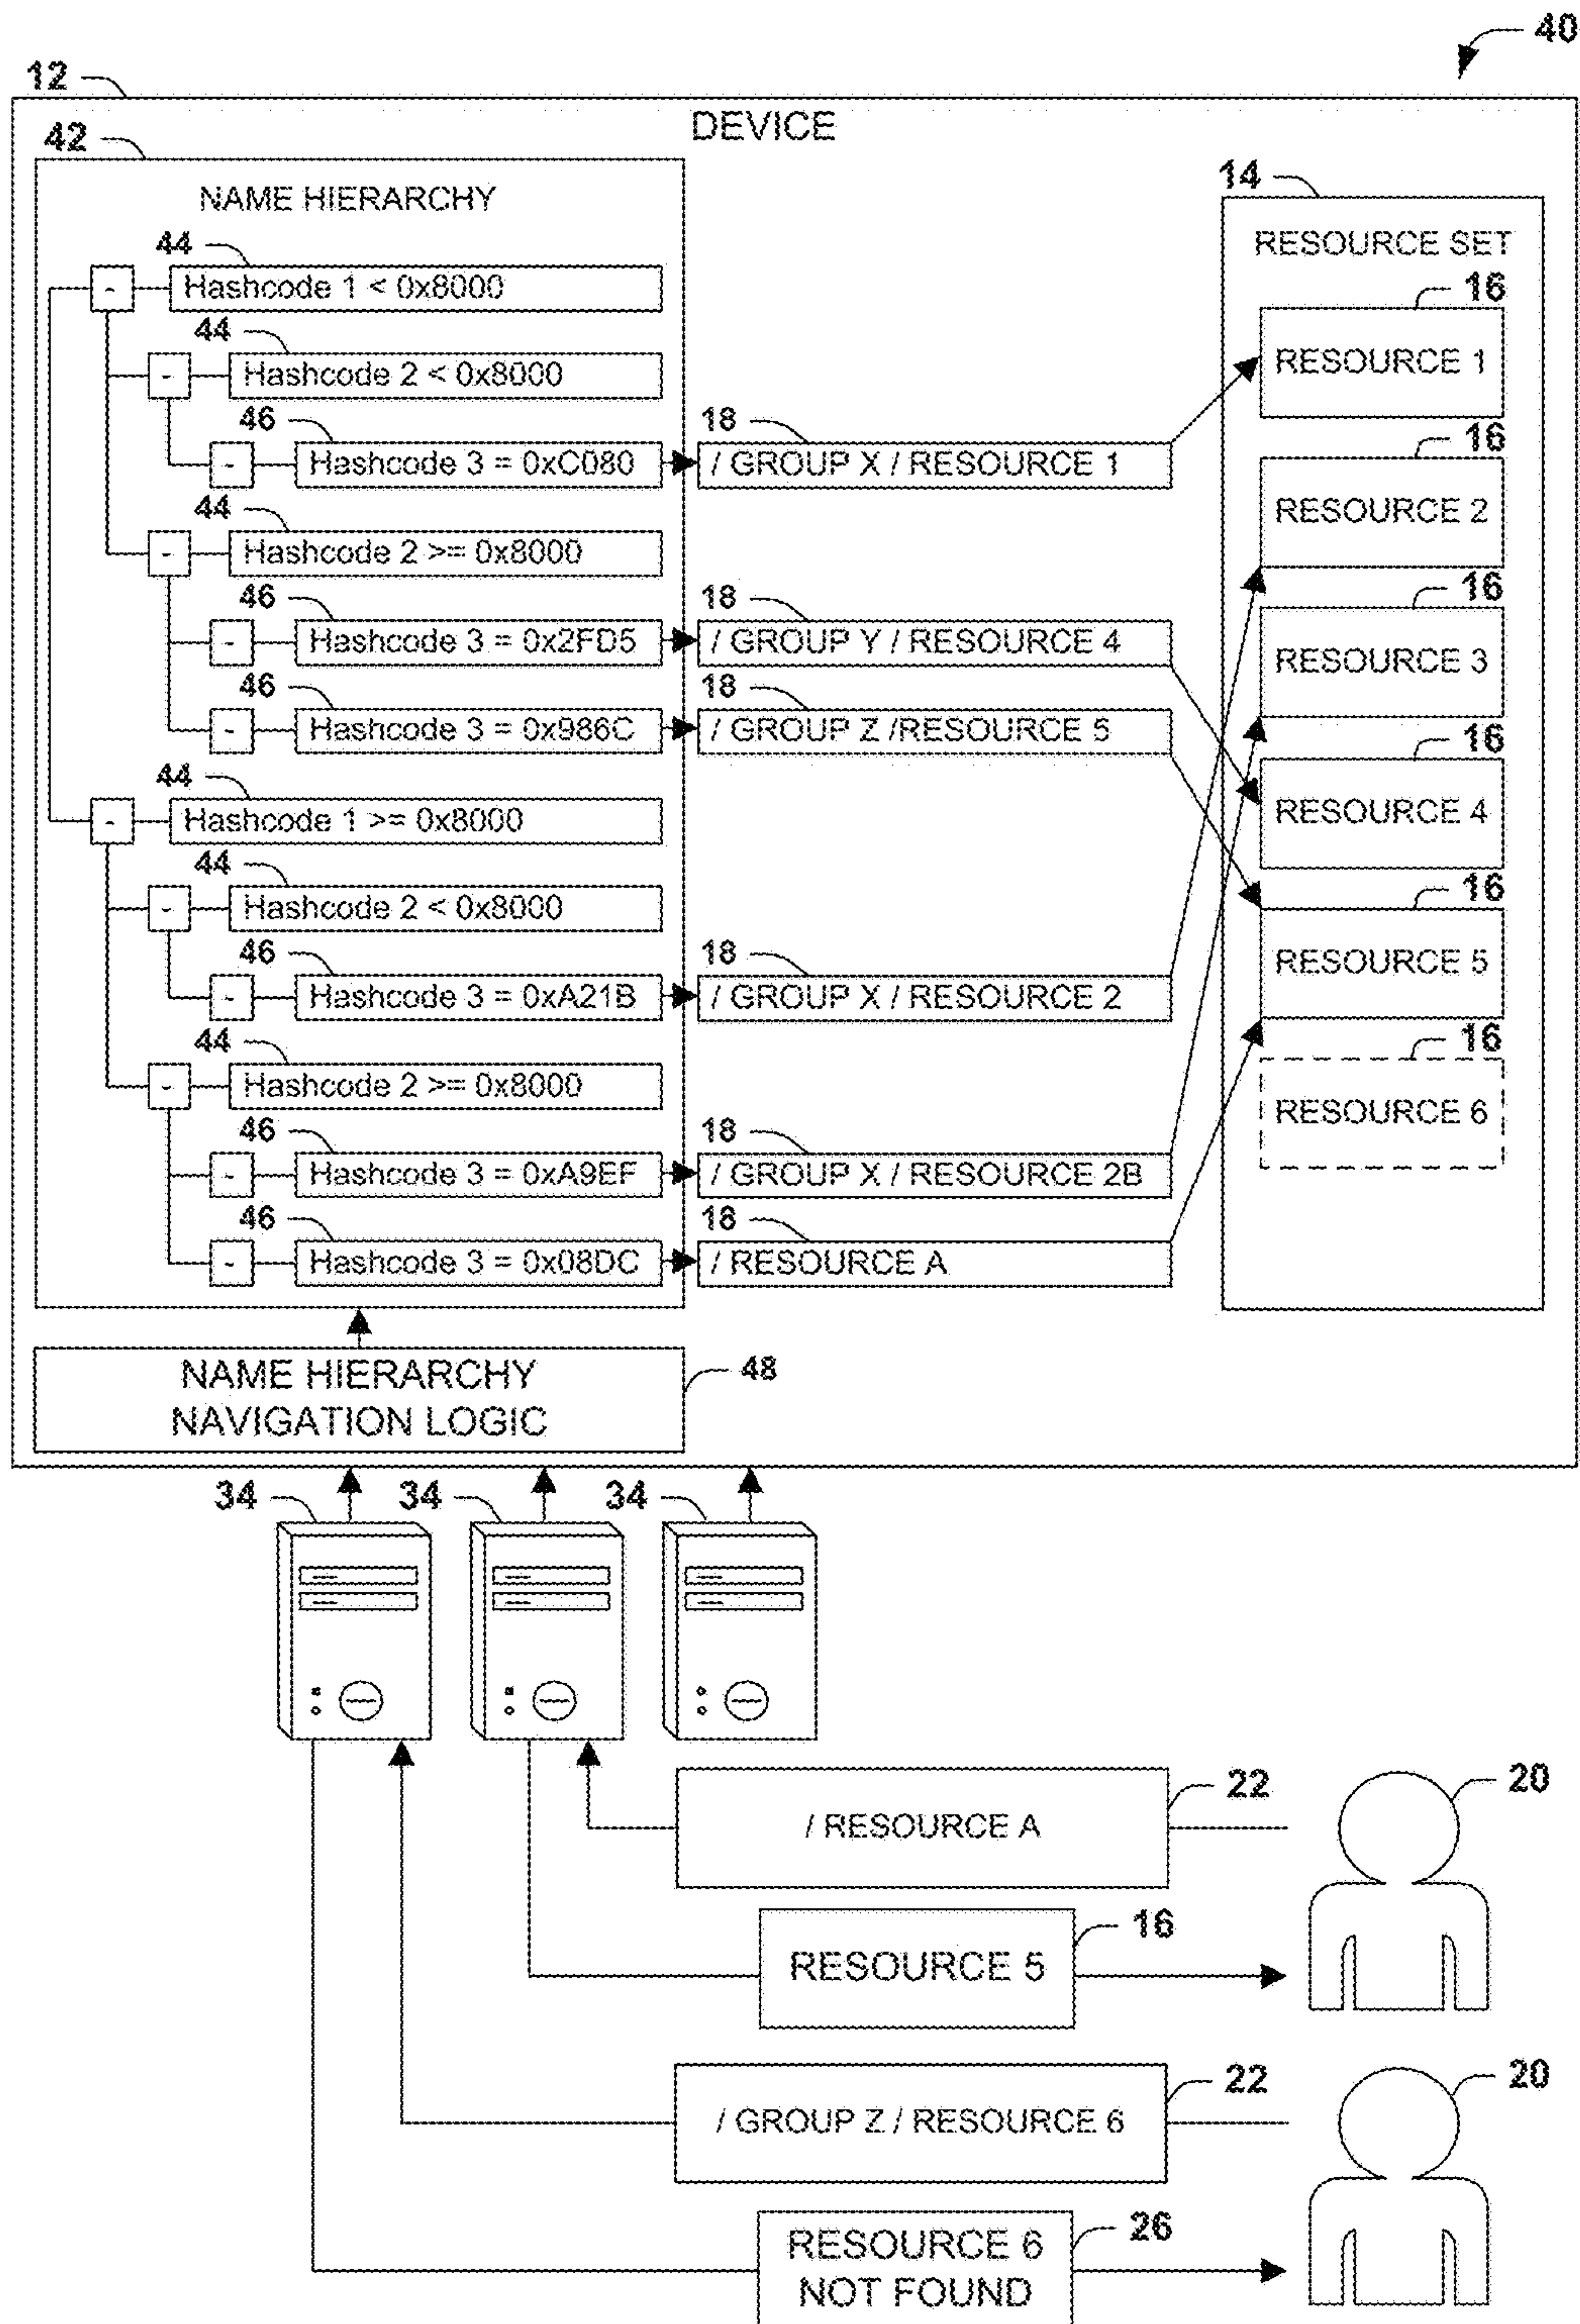 40
12
DEVICE
42
NAME HIERARCHY
14
RESOURCE SET
44
Hashcode 1 < 0x8000
16
RESOURCE 1
44
Hashcode 2 < 0x8000
46
Hashcode 3 = 0xC080
18
/ GROUP X / RESOURCE 1
16
RESOURCE 2
44
Hashcode 2 >= 0x8000
46
Hashcode 3 = 0x2FD5
18
/ GROUP Y / RESOURCE 4
16
RESOURCE 3
46
Hashcode 3 = 0x986C
18
/ GROUP Z /RESOURCE 5
16
RESOURCE 4
44
Hashcode 1 >= 0x8000
44
Hashcode 2 < 0x8000
16
RESOURCE 5
46
Hashcode 3 = 0xA21B
18
/ GROUP X / RESOURCE 2
44
Hashcode 2 >= 0x8000
16
RESOURCE 6
46
Hashcode 3 = 0xA9EF
18
/ GROUP X / RESOURCE 2B
46
Hashcode 3 = 0x08DC
18
/ RESOURCE A
NAME HIERARCHY
NAVIGATION LOGIC
48
34
34
34
/ RESOURCE A
22
20
RESOURCE 5
16
/ GROUP Z / RESOURCE 6
22
20
RESOURCE 6
NOT FOUND
26